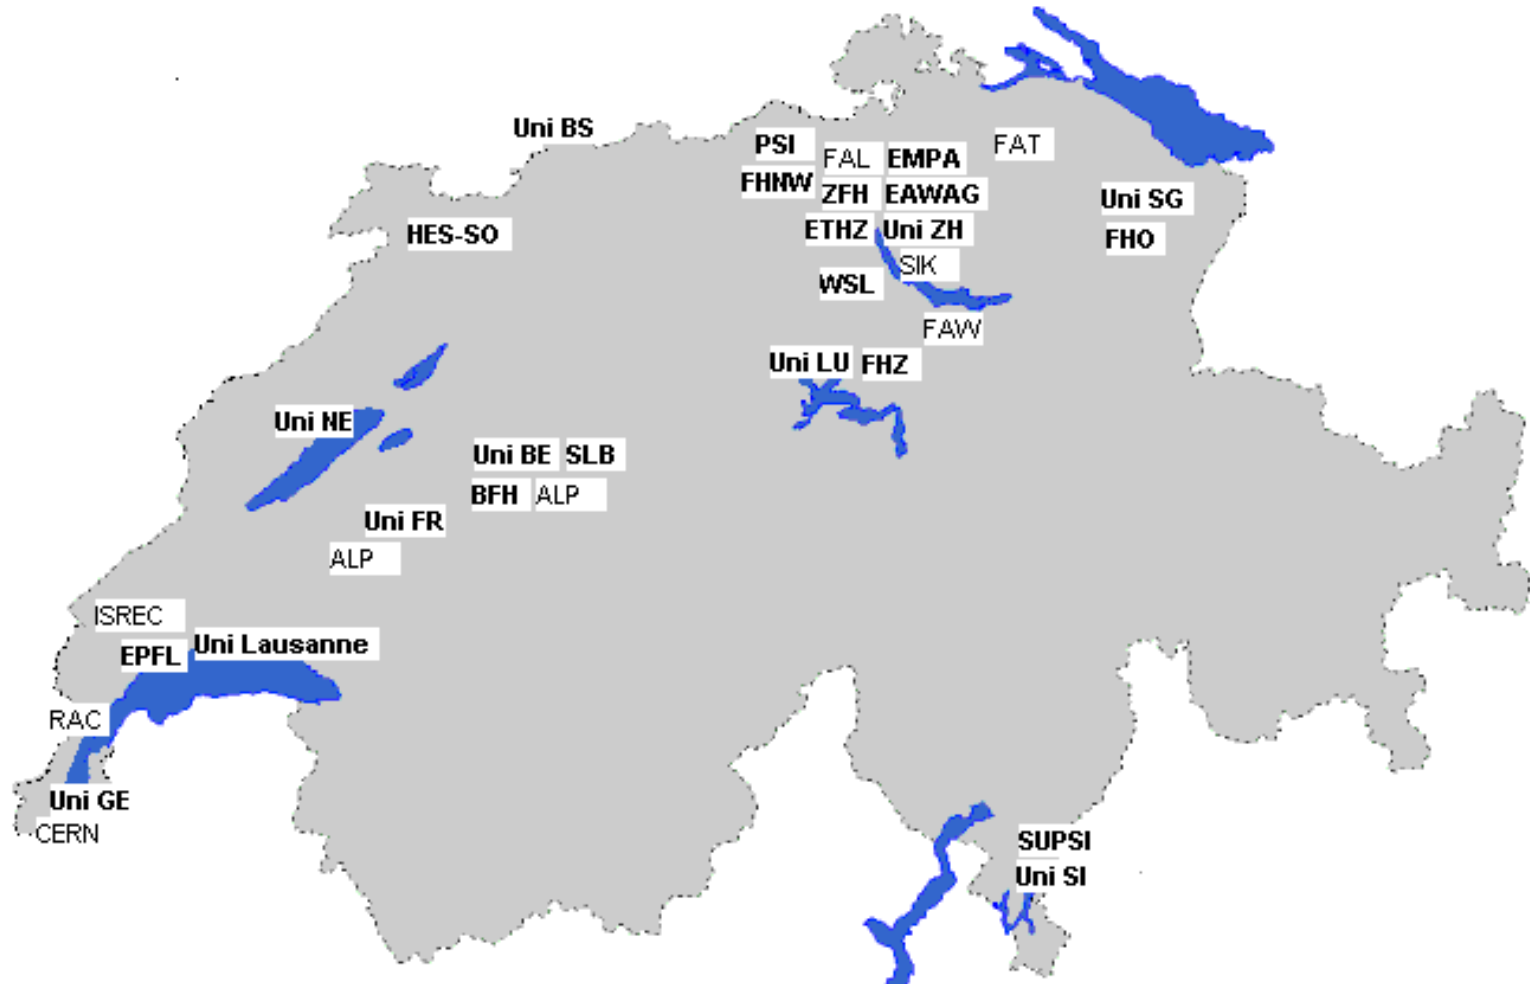 Uni BS
PSI
FAL
EMPA
FAT
FHNW
ZFH
EAWAG
Uni SG
HES-SO
ETHZ
Uni ZH
FHO
SIK
WSL
FAW
Uni LU
FHZ
Uni NE
Uni BE
SLB
BFH
ALP
Uni FR
ALP
ISREC
EPFL
Uni Lausanne
RAC
Uni GE
CERN
SUPSI
Uni SI